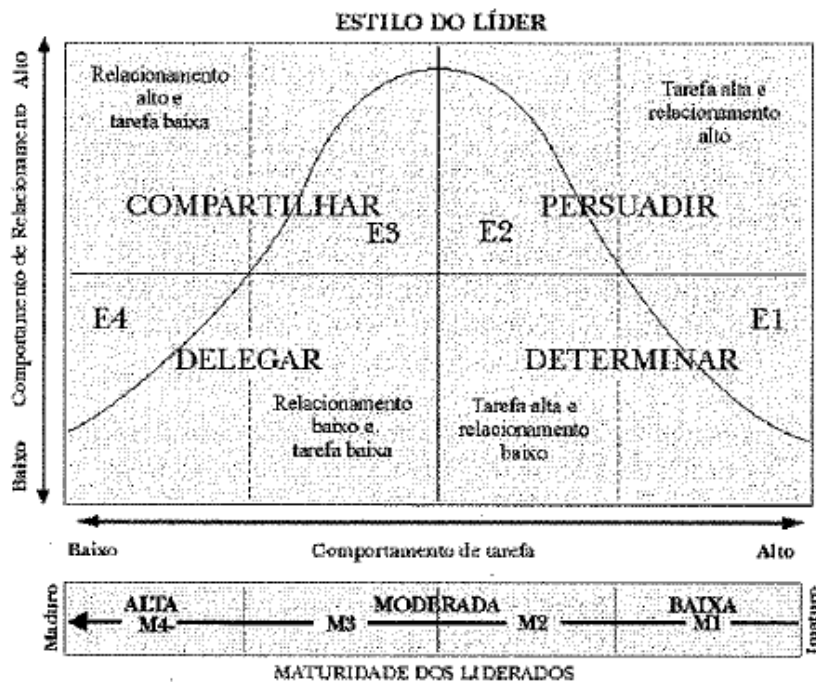 ESTILO DO LÍDER
Comportamento de Relacionamento
Alto
Baixo
Relacionamento
alto e
tarefa baixa
Tarefa alta e
relacionamento
alto
COMPARTILHAR
PERSUADIR
E3
E2
E4
E1
DELEGAR
DETERMINAR
Relacionamento
baixo e
tarefa baixa
Tarefa alta e
relacionamento
baixo
Baixo
Comportamento de tarefa
Alto
Maduro
ALTA
MODERADA
BAIXA
M4
M3
M2
M1
Imaturo
MATURIDADE DOS LIDERADOS